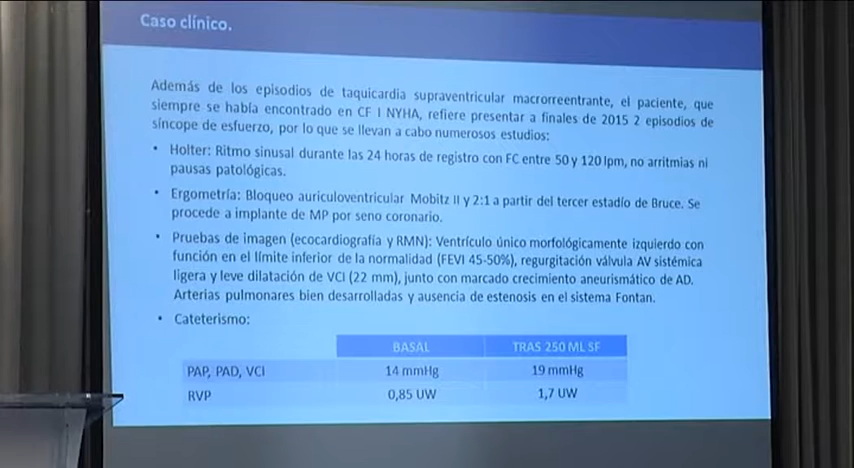 Caso clínico.
Además de los episodios de taquicardia supraventricular macrorreentrante, el paciente, que
siempre se había encontrado en CF I NYHA, refiere presentar a finales de 2015 2 episodios de
síncope de esfuerzo, por lo que se llevan a cabo numerosos estudios:
• Holter: Ritmo sinusal durante las 24 horas de registro con FC entre 50 y 120 lpm, no arritmias ni
pausas patológicas.
• Ergometría: Bloqueo auriculoventricular Mobitz II y 2:1 a partir del tercer estadío de Bruce. Se
procede a implante de MP por seno coronario.
• Pruebas de imagen (ecocardiografía y RMN): Ventrículo único morfológicamente izquierdo con
función en el límite inferior de la normalidad (FEVI 45-50%), regurgitación válvula AV sistémica
ligera y leve dilatación de VCI (22 mm), junto con marcado crecimiento aneurismático de AD.
Arterias pulmonares bien desarrolladas y ausencia de estenosis en el sistema Fontan.
• Cateterismo:
BASAL TRAS 250 ML SF
PAP, PAD, VCI 14 mmHg 19 mmHg
RVP 0,85 UW 1,7 UW